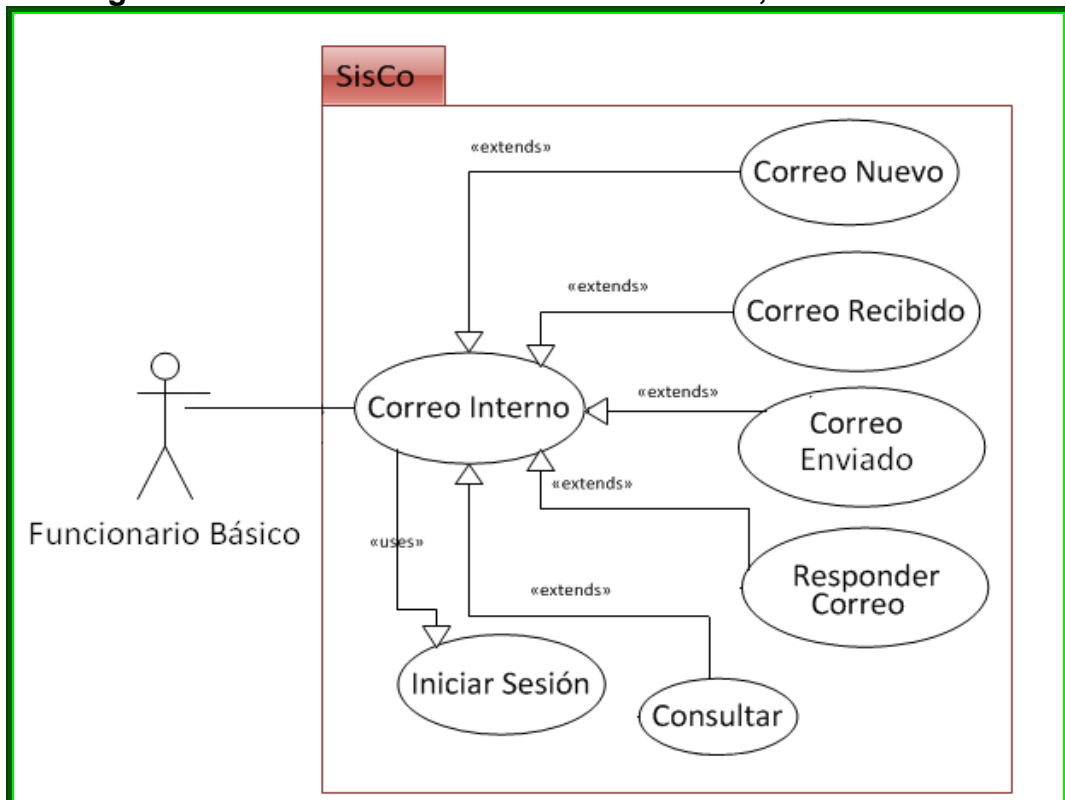 SisCo
«extends»
Correo Nuevo
«extends»
Correo Recibido
«extends»
Correo Interno
Correo
Enviado
«extends»
Funcionario Básico
«uses»
Responder
Correo
«extends»
Iniciar Sesión
Consultar